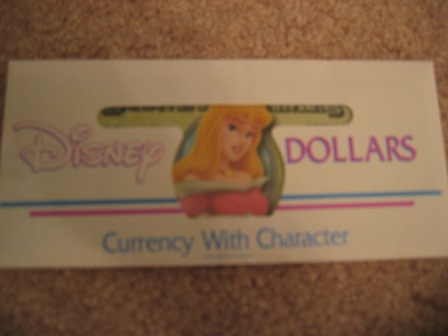 Disney DOLLARS
Currency With Character